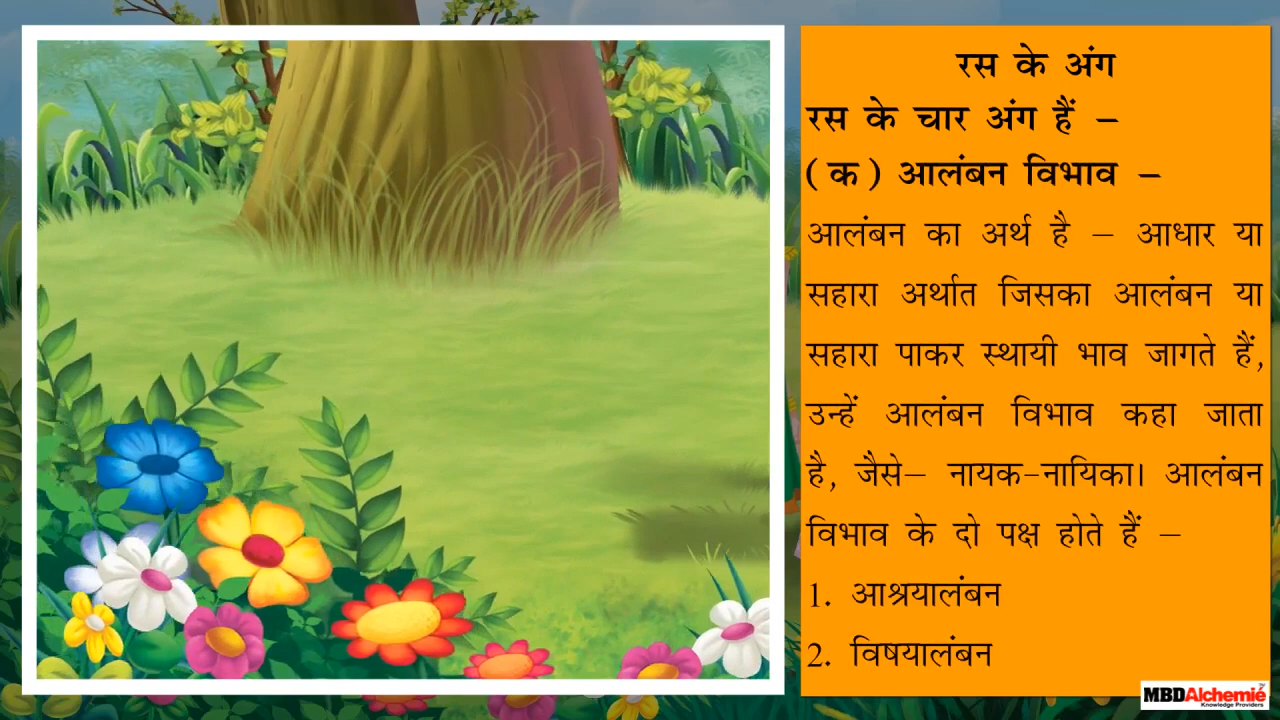 रस के अंग
रस के चार अंग हैं –
(क) आलंबन विभाव –
आलंबन का अर्थ है – आधार या
सहारा अर्थात जिसका आलंबन या
सहारा पाकर स्थायी भाव जागते हैं,
उन्हें आलंबन विभाव कहा जाता
है, जैसे– नायक-नायिका। आलंबन
विभाव के दो पक्ष होते हैं –
1. आश्रयालंबन
2. विषयालंबन
MBDAlchemie
Knowledge Providers